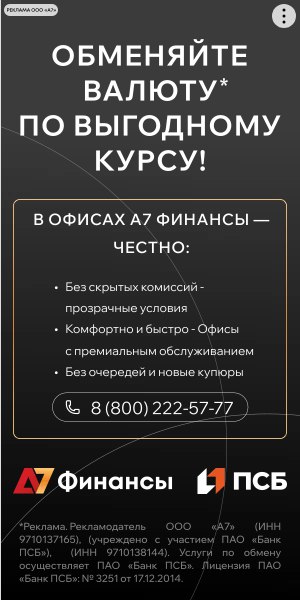 РЕКЛАМА ООО «А7»
ОБМЕНЯЙТЕ
ВАЛЮТУ*
ПО ВЫГОДНОМУ
КУРСУ!
В ОФИСАХ А7 ФИНАНСЫ —
ЧЕСТНО:
• Без скрытых комиссий -
прозрачные условия
• Комфортно и быстро - Офисы
с премиальным обслуживанием
• Без очередей и новые купюры
8 (800) 222-57-77
А7 Финансы ПСБ
*Реклама. Рекламодатель ООО «А7» (ИНН
9710137165), (учреждено с участием ПАО «Банк
ПСБ»), (ИНН 9710138144). Услуги по обмену
осуществляет ПАО «Банк ПСБ». Лицензия ПАО
«Банк ПСБ»: № 3251 от 17.12.2014.